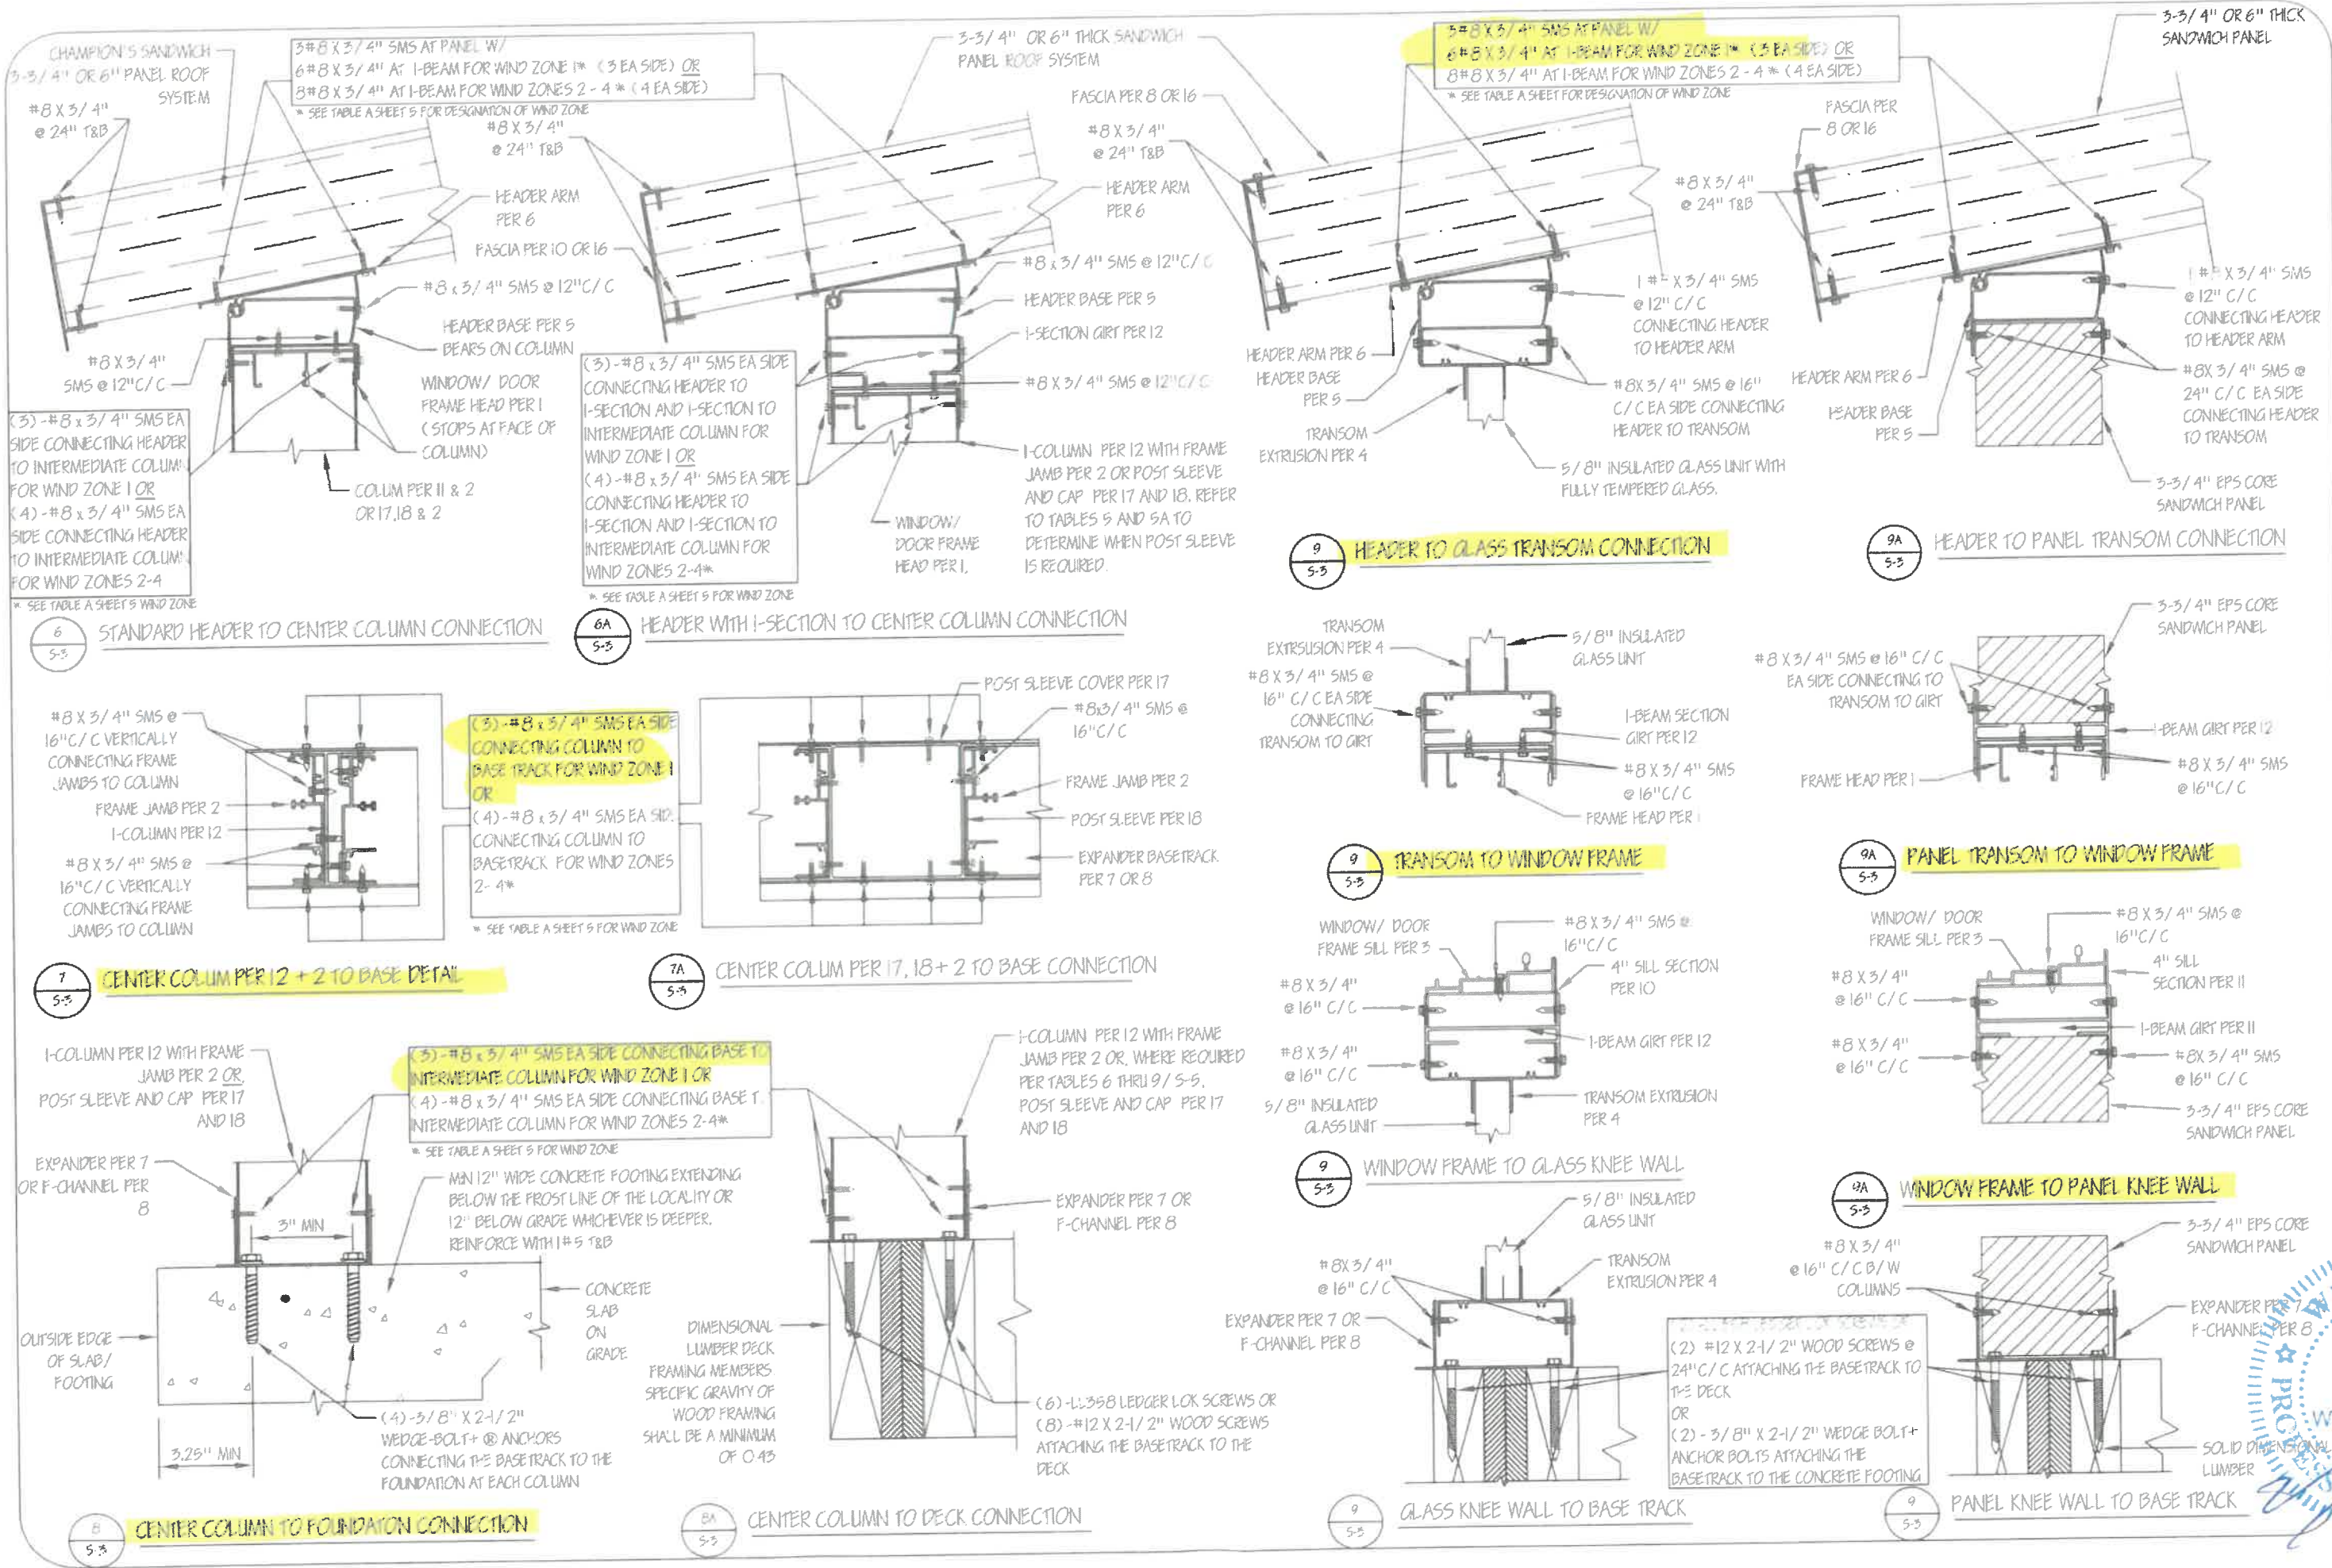 CHAMPION'S SANDWICH
3-3/4" OR 6" PANEL ROOF
SYSTEM
#8 X 3/4"
@ 24" T&B
3#8 X 3/4" SMS AT PANEL W/
6#8 X 3/4" AT I-BEAM FOR WIND ZONE 1* (3 EA SIDE) OR
8#8 X 3/4" AT I-BEAM FOR WIND ZONES 2 - 4 * (4 EA SIDE)
* SEE TABLE A SHEET 5 FOR DESIGNATION OF WIND ZONE
HEADER ARM
PER 6
#8 x 3/4" SMS @ 12"C/C
HEADER BASE PER 5
BEARS ON COLUMN
#8 X 3/4"
SMS @ 12"C/C
WINDOW/ DOOR
FRAME HEAD PER 1
(STOPS AT FACE OF
COLUMN)
(3)-#8 x 3/4" SMS EA
SIDE CONNECTING HEADER
TO INTERMEDIATE COLUM
FOR WIND ZONE 1 OR
(4)-#8 x 3/4" SMS EA
SIDE CONNECTING HEADER
TO INTERMEDIATE COLUM
FOR WIND ZONES 2-4
* SEE TABLE A SHEET 5 WIND ZONE
COLUM PER 11 & 2
OR 17,18 & 2
6
S-3
STANDARD HEADER TO CENTER COLUMN CONNECTION
#8 X 3/4"
@ 24" T&B
3-3/4" OR 6" THICK SANDWICH
PANEL ROOF SYSTEM
FASCIA PER 10 OR 16
HEADER ARM
PER 6
#8 x 3/4" SMS @ 12"C/C
HEADER BASE PER 5
I-SECTION GIRT PER 12
#8 X 3/4" SMS @ 12"C/C
(3)-#8 x 3/4" SMS EA SIDE
CONNECTING HEADER TO
I-SECTION AND I-SECTION TO
INTERMEDIATE COLUMN FOR
WIND ZONE 1 OR
(4)-#8 x 3/4" SMS EA SIDE
CONNECTING HEADER TO
I-SECTION AND I-SECTION TO
INTERMEDIATE COLUMN FOR
WIND ZONES 2-4*
* SEE TABLE A SHEET 5 FOR WIND ZONE
WINDOW/
DOOR FRAME
HEAD PER 1.
I-COLUMN PER 12 WITH FRAME
JAMB PER 2 OR POST SLEEVE
AND CAP PER 17 AND 18. REFER
TO TABLES 5 AND 5A TO
DETERMINE WHEN POST SLEEVE
IS REQUIRED.
6A
S-3
HEADER WITH I-SECTION TO CENTER COLUMN CONNECTION
FASCIA PER 8 OR 16
#8 X 3/4"
@ 24" T&B
3#8 X 3/4" SMS AT PANEL W/
6#8 X 3/4" AT I-BEAM FOR WIND ZONE 1* (3 EA SIDE) OR
8#8 X 3/4" AT I-BEAM FOR WIND ZONES 2 - 4 * (4 EA SIDE)
* SEE TABLE A SHEET FOR DESIGNATION OF WIND ZONE
1 # X 3/4" SMS
@ 12" C/C
CONNECTING HEADER
TO HEADER ARM
HEADER ARM PER 6
HEADER BASE
PER 5
#8X 3/4" SMS @ 16"
C/C EA SIDE CONNECTING
HEADER TO TRANSOM
TRANSOM
EXTRUSION PER 4
5/8" INSULATED GLASS UNIT WITH
FULLY TEMPERED GLASS.
9
S-3
HEADER TO GLASS TRANSOM CONNECTION
3-3/4" OR 6" THICK
SANDWICH PANEL
FASCIA PER
8 OR 16
#8 X 3/4"
@ 24" T&B
1 # X 3/4" SMS
@ 12" C/C
CONNECTING HEADER
TO HEADER ARM
HEADER ARM PER 6
HEADER BASE
PER 5
#8X 3/4" SMS @
24" C/C EA SIDE
CONNECTING HEADER
TO TRANSOM
3-3/4" EPS CORE
SANDWICH PANEL
9A
S-3
HEADER TO PANEL TRANSOM CONNECTION
#8 X 3/4" SMS @
16"C/C VERTICALLY
CONNECTING FRAME
JAMBS TO COLUMN
FRAME JAMB PER 2
I-COLUMN PER 12
#8 X 3/4" SMS @
16"C/C VERTICALLY
CONNECTING FRAME
JAMBS TO COLUMN
(3)-#8 x 3/4" SMS EA SIDE
CONNECTING COLUMN TO
BASE TRACK FOR WIND ZONE 1
OR
(4)-#8 x 3/4" SMS EA SID
CONNECTING COLUMN TO
BASETRACK FOR WIND ZONES
2-4*
* SEE TABLE A SHEET 5 FOR WIND ZONE
7
S-3
CENTER COLUM PER 12 + 2 TO BASE DETAIL
POST SLEEVE COVER PER 17
#8x3/4" SMS @
16"C/C
FRAME JAMB PER 2
POST SLEEVE PER 18
EXPANDER BASETRACK
PER 7 OR 8
7A
S-3
CENTER COLUM PER 17, 18 + 2 TO BASE CONNECTION
TRANSOM
EXTRSUSION PER 4
5/8" INSULATED
GLASS UNIT
#8 X 3/4" SMS @
16" C/C EA SIDE
CONNECTING
TRANSOM TO GIRT
I-BEAM SECTION
GIRT PER 12
#8 X 3/4" SMS
@ 16"C/C
FRAME HEAD PER 1
9
S-3
TRANSOM TO WINDOW FRAME
3-3/4" EPS CORE
SANDWICH PANEL
#8 X 3/4" SMS @ 16" C/C
EA SIDE CONNECTING TO
TRANSOM TO GIRT
I-BEAM GIRT PER 12
FRAME HEAD PER 1
#8 X 3/4" SMS
@ 16"C/C
9A
S-3
PANEL TRANSOM TO WINDOW FRAME
WINDOW/ DOOR
FRAME SILL PER 3
#8 X 3/4" SMS @
16"C/C
4" SILL SECTION
PER 10
#8 X 3/4"
@ 16" C/C
I-BEAM GIRT PER 12
#8 X 3/4"
@ 16" C/C
TRANSOM EXTRUSION
PER 4
5/8" INSULATED
GLASS UNIT
9
S-3
WINDOW FRAME TO GLASS KNEE WALL
WINDOW/ DOOR
FRAME SILL PER 3
#8 X 3/4" SMS @
16"C/C
4" SILL
SECTION PER 11
#8 X 3/4"
@ 16" C/C
I-BEAM GIRT PER 11
#8 X 3/4"
@ 16" C/C
#8X 3/4" SMS
@ 16" C/C
3-3/4" EPS CORE
SANDWICH PANEL
9A
S-3
WINDOW FRAME TO PANEL KNEE WALL
I-COLUMN PER 12 WITH FRAME
JAMB PER 2 OR,
POST SLEEVE AND CAP PER 17
AND 18
(3)-#8 x 3/4" SMS EA SIDE CONNECTING BASE TO
INTERMEDIATE COLUMN FOR WIND ZONE 1 OR
(4)-#8 x 3/4" SMS EA SIDE CONNECTING BASE T
INTERMEDIATE COLUMN FOR WIND ZONES 2-4*
* SEE TABLE A SHEET 5 FOR WIND ZONE
EXPANDER PER 7
OR F-CHANNEL PER
8
3" MIN
MIN 12" WIDE CONCRETE FOOTING EXTENDING
BELOW THE FROST LINE OF THE LOCALITY OR
12" BELOW GRADE WHICHEVER IS DEEPER.
REINFORCE WITH 1#5 T&B
CONCRETE
SLAB
ON
GRADE
OUTSIDE EDGE
OF SLAB/
FOOTING
3.25" MIN
(4)-3/8" X 2-1/2"
WEDGE-BOLT+ ® ANCHORS
CONNECTING THE BASETRACK TO THE
FOUNDATION AT EACH COLUMN
8
S-3
CENTER COLUMN TO FOUNDATON CONNECTION
I-COLUMN PER 12 WITH FRAME
JAMB PER 2 OR, WHERE REQUIRED
PER TABLES 6 THRU 9/ S-5,
POST SLEEVE AND CAP PER 17
AND 18
EXPANDER PER 7 OR
F-CHANNEL PER 8
DIMENSIONAL
LUMBER DECK
FRAMING MEMBERS
SPECIFIC GRAVITY OF
WOOD FRAMING
SHALL BE A MINIMUM
OF 0.43
(6)-LL358 LEDGER LOK SCREWS OR
(8)-#12 X 2-1/2" WOOD SCREWS
ATTACHING THE BASETRACK TO THE
DECK
8A
S-3
CENTER COLUMN TO DECK CONNECTION
5/8" INSULATED
GLASS UNIT
#8X 3/4"
@ 16" C/C
TRANSOM
EXTRUSION PER 4
EXPANDER PER 7 OR
F-CHANNEL PER 8
(2) #12 X 2-1/2" WOOD SCREWS @
24"C/C ATTACHING THE BASETRACK TO
THE DECK
OR
(2) - 3/8" X 2-1/2" WEDGE BOLT+
ANCHOR BOLTS ATTACHING THE
BASETRACK TO THE CONCRETE FOOTING
9
S-3
GLASS KNEE WALL TO BASE TRACK
3-3/4" EPS CORE
SANDWICH PANEL
#8 X 3/4"
@ 16" C/C B/W
COLUMNS
EXPANDER PER 7
F-CHANNEL PER 8
SOLID DIMENSIONAL
LUMBER
9
S-3
PANEL KNEE WALL TO BASE TRACK